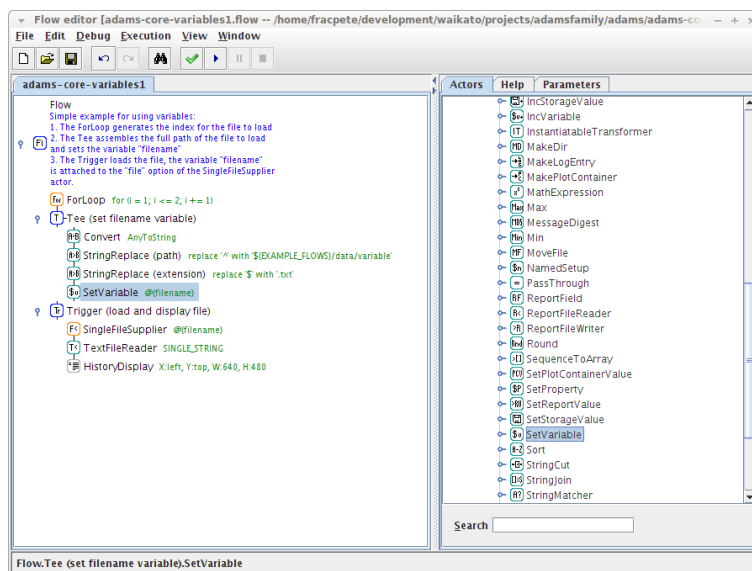 Flow editor [adams-core-variables1.flow -- /home/fracpete/development/waikato/projects/adamsfamily/adams/adams-co
File Edit Debug Execution View Window
adams-core-variables1
Flow
Simple example for using variables:
1. The ForLoop generates the index for the file to load
2. The Tee assembles the full path of the file to load
and sets the variable "filename"
3. The Trigger loads the file, the variable "filename"
is attached to the "file" option of the SingleFileSupplier
actor.
ForLoop for (i = 1; i <= 2; i += 1)
Tee (set filename variable)
Convert AnyToString
StringReplace (path) replace '^' with '${EXAMPLE_FLOWS}/data/variable'
StringReplace (extension) replace '$' with '.txt'
SetVariable @{filename}
Trigger (load and display file)
SingleFileSupplier @{filename}
TextFileReader SINGLE_STRING
HistoryDisplay X:left, Y:top, W:640, H:480
Actors Help Parameters
IncStorageValue
IncVariable
InstantiatableTransformer
MakeDir
MakeLogEntry
MakePlotContainer
MathExpression
Max
MessageDigest
Min
MoveFile
NamedSetup
PassThrough
ReportField
ReportFileReader
ReportFileWriter
Round
SequenceToArray
SetPlotContainerValue
SetProperty
SetReportValue
SetStorageValue
SetVariable
Sort
StringCut
StringJoin
StringMatcher
Search
Flow.Tee (set filename variable).SetVariable